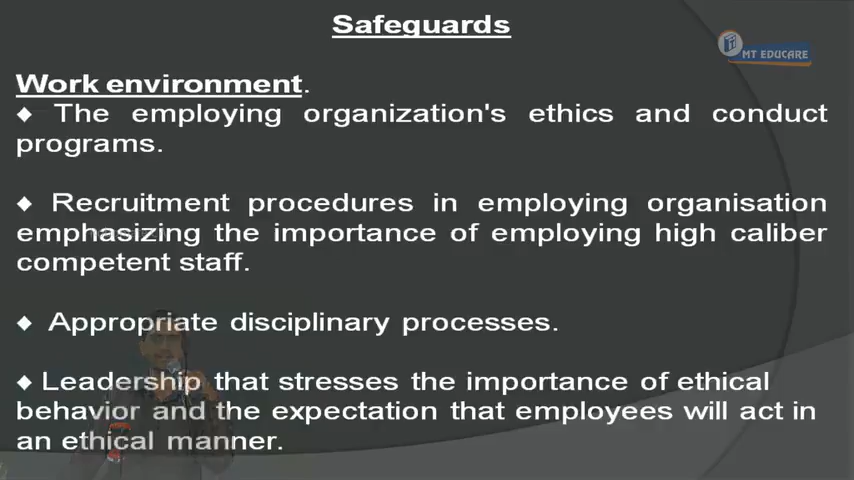 Safeguards
MT EDUCARE
Work environment.
◆ The employing organization's ethics and conduct
programs.
◆ Recruitment procedures in employing organisation
emphasizing the importance of employing high caliber
competent staff.
◆ Appropriate disciplinary processes.
◆ Leadership that stresses the importance of ethical
behavior and the expectation that employees will act in
an ethical manner.